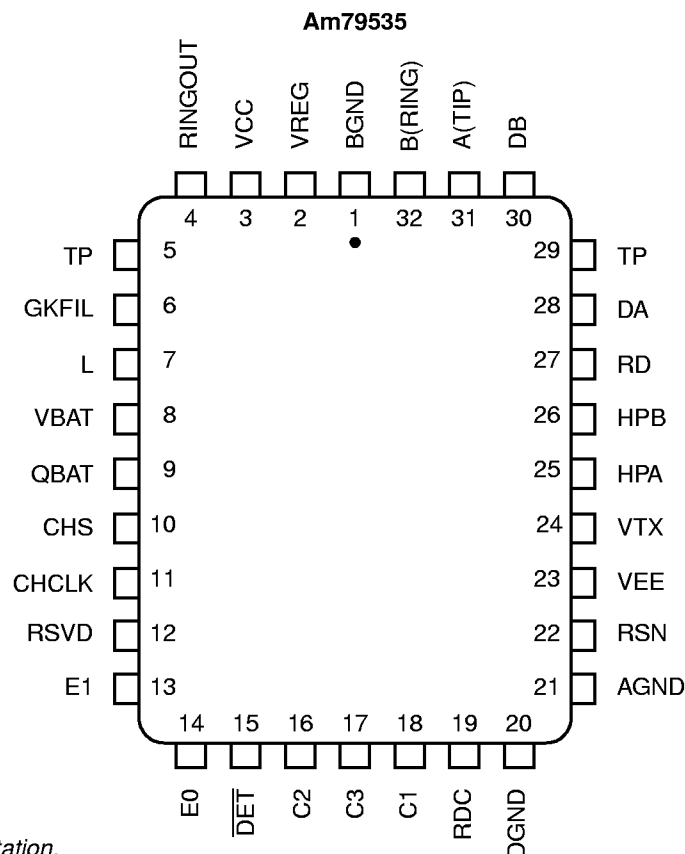 Am79535
RINGOUT
VCC
VREG
BGND
B(RING)
A(TIP)
DB
4 3 2 1 32 31 30
TP 5 29 TP
GKFIL 6 28 DA
L 7 27 RD
VBAT 8 26 HPB
QBAT 9 25 HPA
CHS 10 24 VTX
CHCLK 11 23 VEE
RSVD 12 22 RSN
E1 13 21 AGND
14 15 16 17 18 19 20
E0
DET
C2
C3
C1
RDC
DGND
tation.